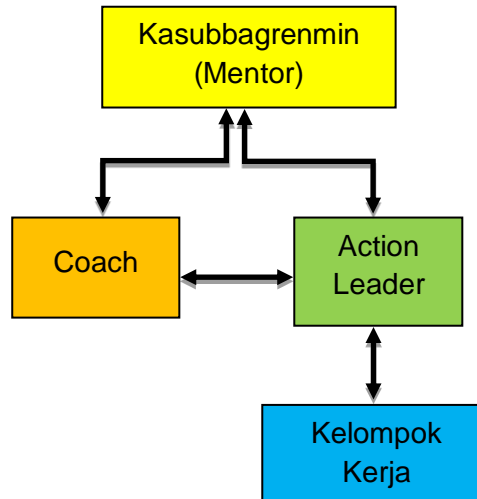 Kasubbagrenmin
(Mentor)
Coach
Action
Leader
Kelompok
Kerja